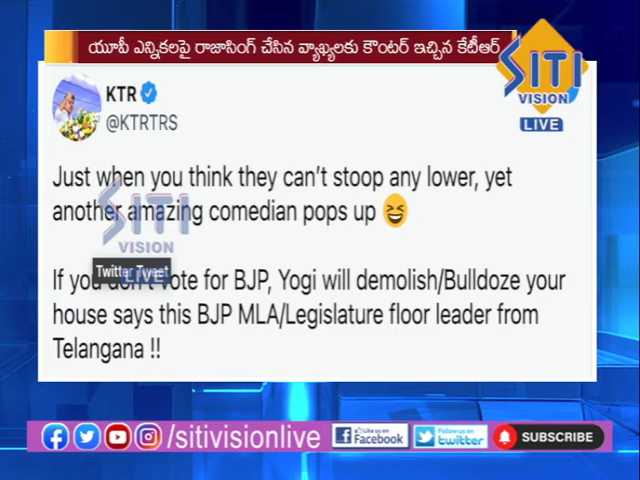 యూపీ ఎన్నికలపై రాజాసింగ్ చేసిన వ్యాఖ్యలకు కౌంటర్ ఇచ్చిన కేటీఆర్
SITI
VISION
LIVE
KTR
@KTRTRS
Just when you think they can't stoop any lower, yet
another amazing comedian pops up 😆
SITI
VISION
LIVE
Twitter Tweet
If you don't vote for BJP, Yogi will demolish/Bulldoze your
house says this BJP MLA/Legislature floor leader from
Telangana !!
/sitivisionlive
Like us on
Facebook
Follow us on
twitter
SUBSCRIBE